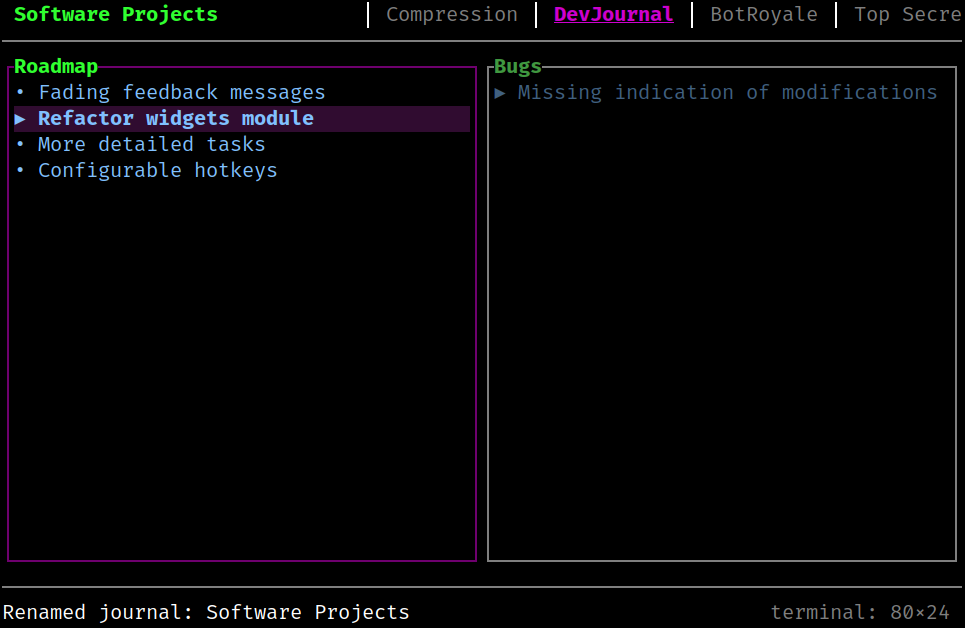 Software Projects | Compression | DevJournal | BotRoyale | Top Secre
Roadmap
• Fading feedback messages
▶ Refactor widgets module
• More detailed tasks
• Configurable hotkeys
Bugs
▶ Missing indication of modifications
Renamed journal: Software Projects terminal: 80×24